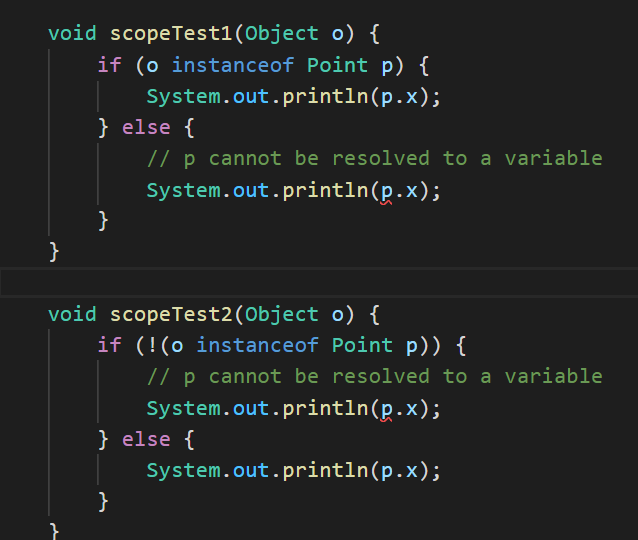 void scopeTest1(Object o) {
if (o instanceof Point p) {
System.out.println(p.x);
} else {
// p cannot be resolved to a variable
System.out.println(p.x);
}
}
void scopeTest2(Object o) {
if (!(o instanceof Point p)) {
// p cannot be resolved to a variable
System.out.println(p.x);
} else {
System.out.println(p.x);
}
}